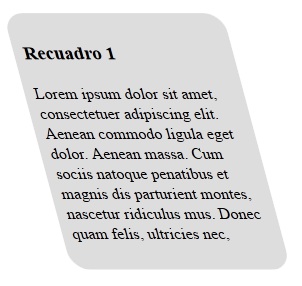 Recuadro 1
Lorem ipsum dolor sit amet,
consectetuer adipiscing elit.
Aenean commodo ligula eget
dolor. Aenean massa. Cum
sociis natoque penatibus et
magnis dis parturient montes,
nascetur ridiculus mus. Donec
quam felis, ultricies nec,